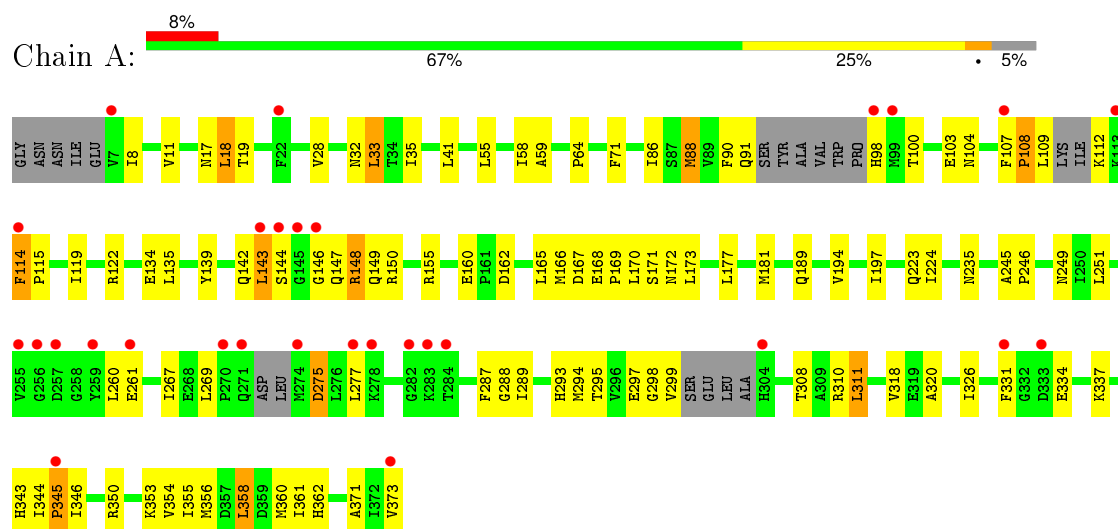 8%
Chain A:
67% 25% • 5%
GLY ASN ASN ILE GLU V7 I8 V11 N17 L18 T19 F22 V28 N32 L33 T34 I35 L41 L55 I58 A59 P64 F71 I86 S87 M88 V89 F90 Q91 SER TYR ALA VAL TRP PRO H98 M99 T100 E103 N104 F107 P108 L109 LYS ILE K112 K113
F114 P115 I119 R122 E134 L135 Y139 Q142 L143 S144 G145 G146 Q147 R148 Q149 R150 R155 E160 P161 D162 L165 M166 D167 E168 P169 L170 S171 N172 L173 L177 M181 Q189 V194 I197 Q223 I224 N235 A245 P246 N249 I250 L251
V255 G256 D257 G258 Y259 L260 E261 I267 E268 L269 P270 Q271 ASP LEU M274 D275 L276 L277 K278 G282 K283 T284 F287 G288 I289 H293 M294 T295 V296 E297 G298 V299 SER GLU LEU ALA H304 T308 A309 R310 L311 V318 E319 A320 I326 F331 G332 D333 E334 K337
H343 I344 P345 I346 R350 K353 V354 I355 M356 D357 L358 D359 M360 I361 H362 A371 I372 V373